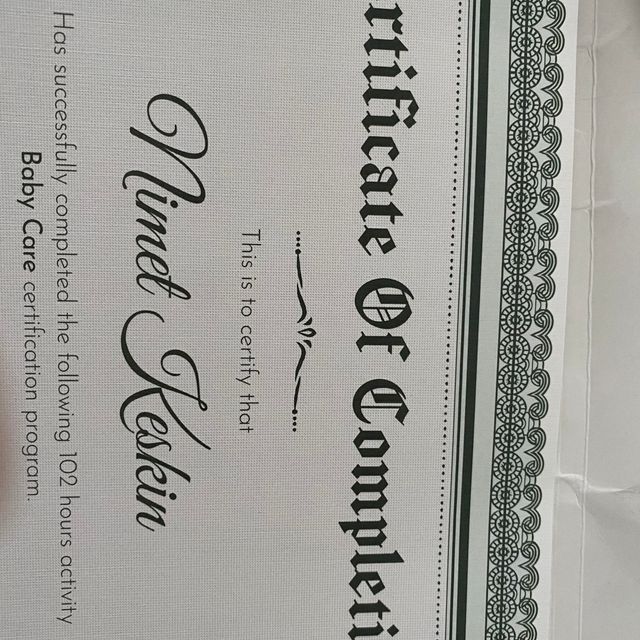 rtificate Of Completi
This is to certify that
Nimet Keskin
Has successfully completed the following 102 hours activity
Baby Care certification program.